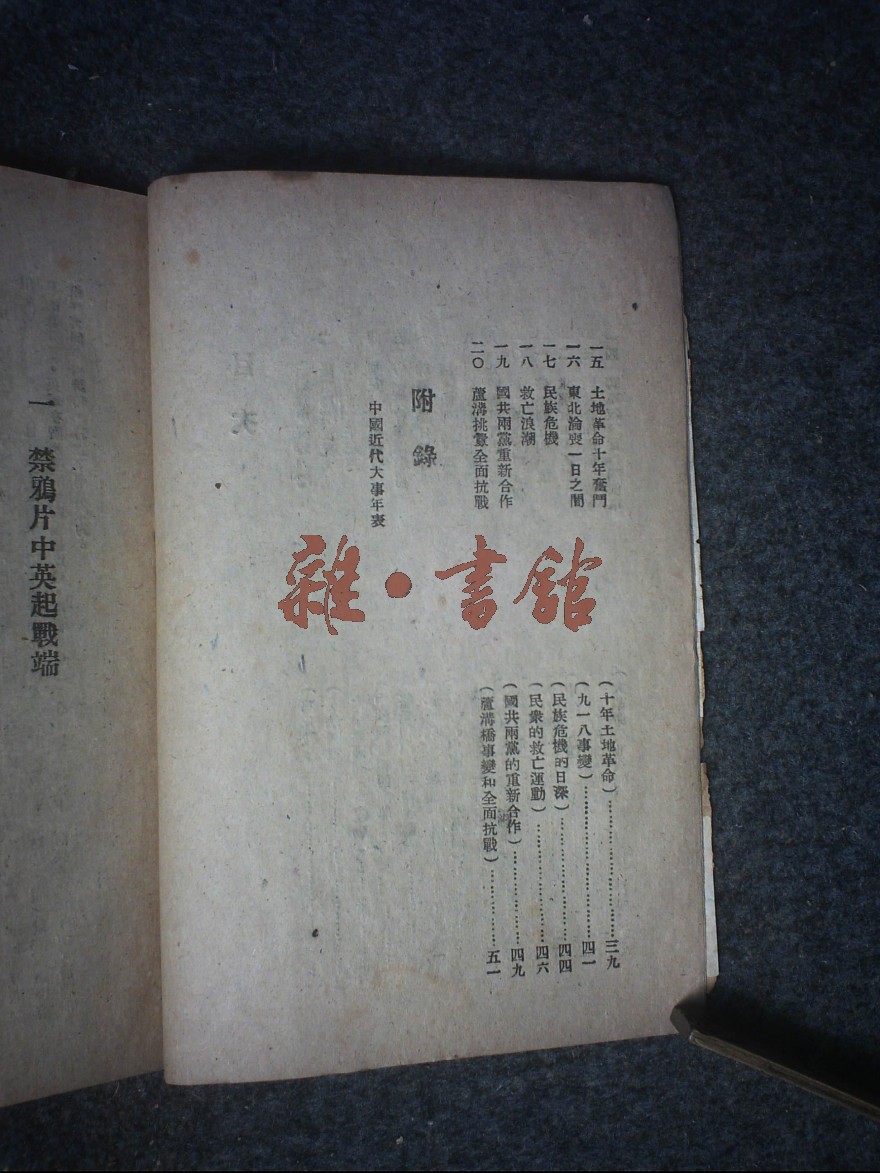 一五 土地革命十年奮鬥 (十年土地革命)……………………三九
一六 東北淪喪一日之間 (九一八事變)……………………四一
一七 民族危機 (民族危機的日深)……………………四四
一八 救亡浪潮 (民衆的救亡運動)……………………四六
一九 國共兩黨重新合作 (國共兩黨的重新合作)……………………四九
二〇 蘆溝挑釁全面抗戰 (蘆溝橋事變和全面抗戰)………………五一
附錄
中國近代大事年表
一 禁鴉片中英起戰端
雜·書館